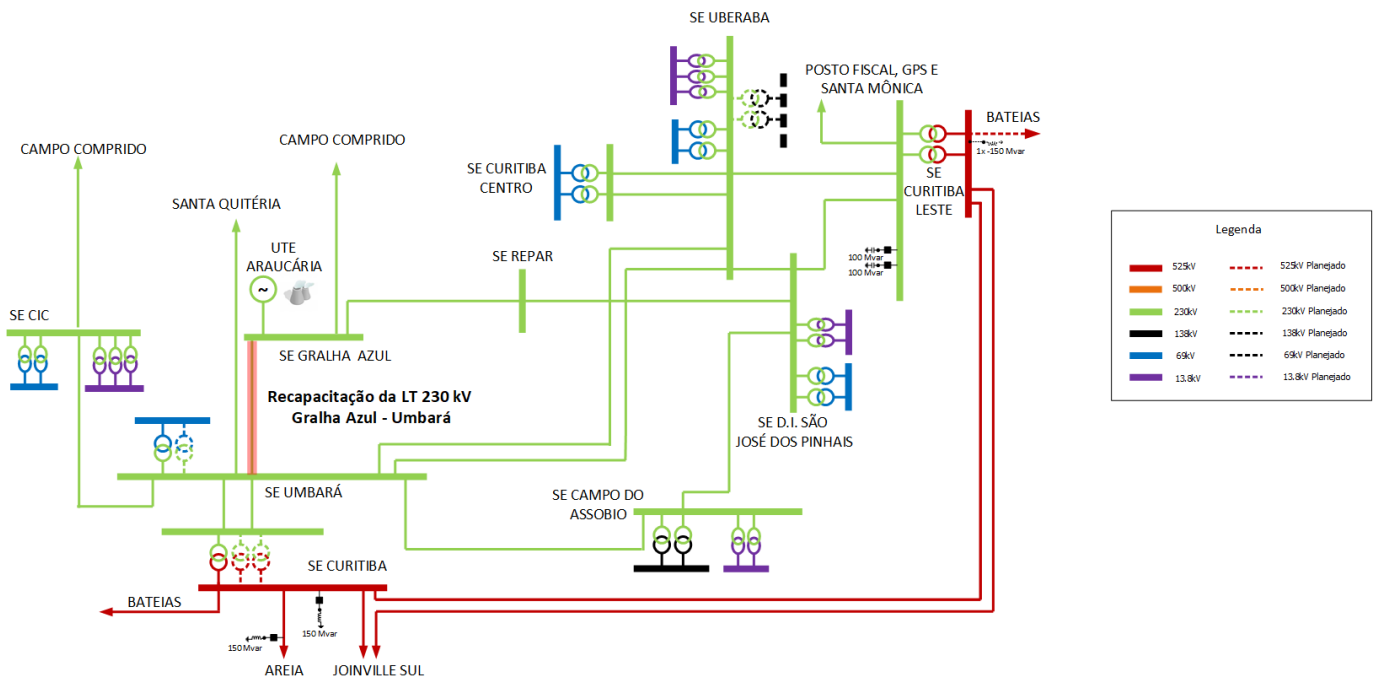 SE UBERABA
POSTO FISCAL, GPS E
SANTA MÔNICA
BATEIAS
1x -150 Mvar
CAMPO COMPRIDO
CAMPO COMPRIDO
SE CURITIBA
CENTRO
SE
CURITIBA
LESTE
SANTA QUITÉRIA
UTE
ARAUCÁRIA
~
SE REPAR
100 Mvar
100 Mvar
SE CIC
SE GRALHA AZUL
Recapacitação da LT 230 kV
Gralha Azul - Umbará
SE D.I. SÃO
JOSÉ DOS PINHAIS
SE UMBARÁ
SE CAMPO DO
ASSOBIO
SE CURITIBA
BATEIAS
150 Mvar
150 Mvar
AREIA
JOINVILLE SUL
Legenda
525kV
525kV Planejado
500kV
500kV Planejado
230kV
230kV Planejado
138kV
138kV Planejado
69kV
69kV Planejado
13.8kV
13.8kV Planejado